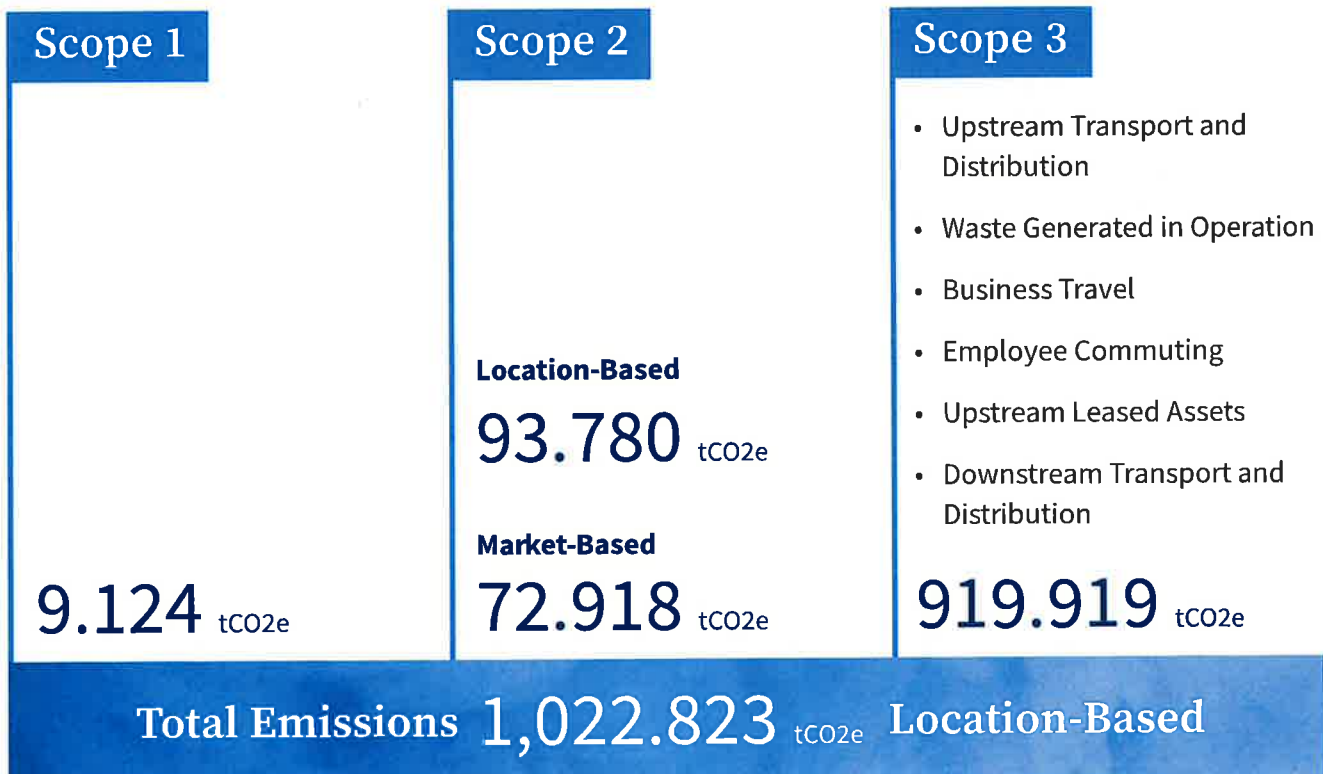 Scope 1
9.124 tCO2e
Scope 2
Location-Based
93.780 tCO2e
Market-Based
72.918 tCO2e
Scope 3
• Upstream Transport and
Distribution
• Waste Generated in Operation
• Business Travel
• Employee Commuting
• Upstream Leased Assets
• Downstream Transport and
Distribution
919.919 tCO2e
Total Emissions 1,022.823 tCO2e Location-Based